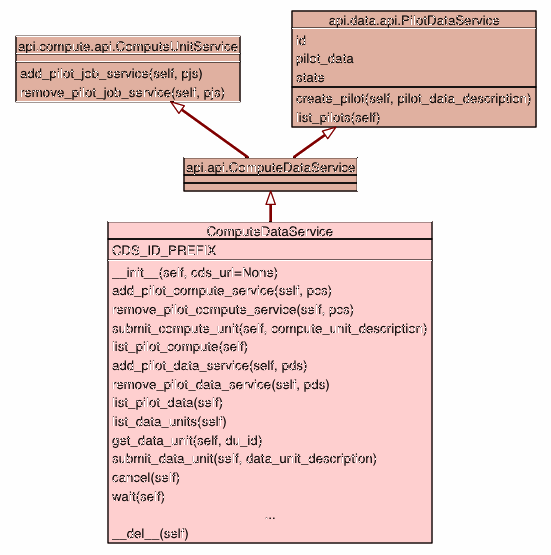 api.compute.api.ComputeUnitService
add_pilot_job_service(self, pjs)
remove_pilot_job_service(self, pjs)
api.data.api.PilotDataService
id
pilot_data
state
create_pilot(self, pilot_data_description)
list_pilots(self)
api.api.ComputeDataService
ComputeDataService
CDS_ID_PREFIX
__init__(self, cds_url=None)
add_pilot_compute_service(self, pcs)
remove_pilot_compute_service(self, pcs)
submit_compute_unit(self, compute_unit_description)
list_pilot_compute(self)
add_pilot_data_service(self, pds)
remove_pilot_data_service(self, pds)
list_pilot_data(self)
list_data_units(self)
get_data_unit(self, du_id)
submit_data_unit(self, data_unit_description)
cancel(self)
wait(self)
...
__del__(self)